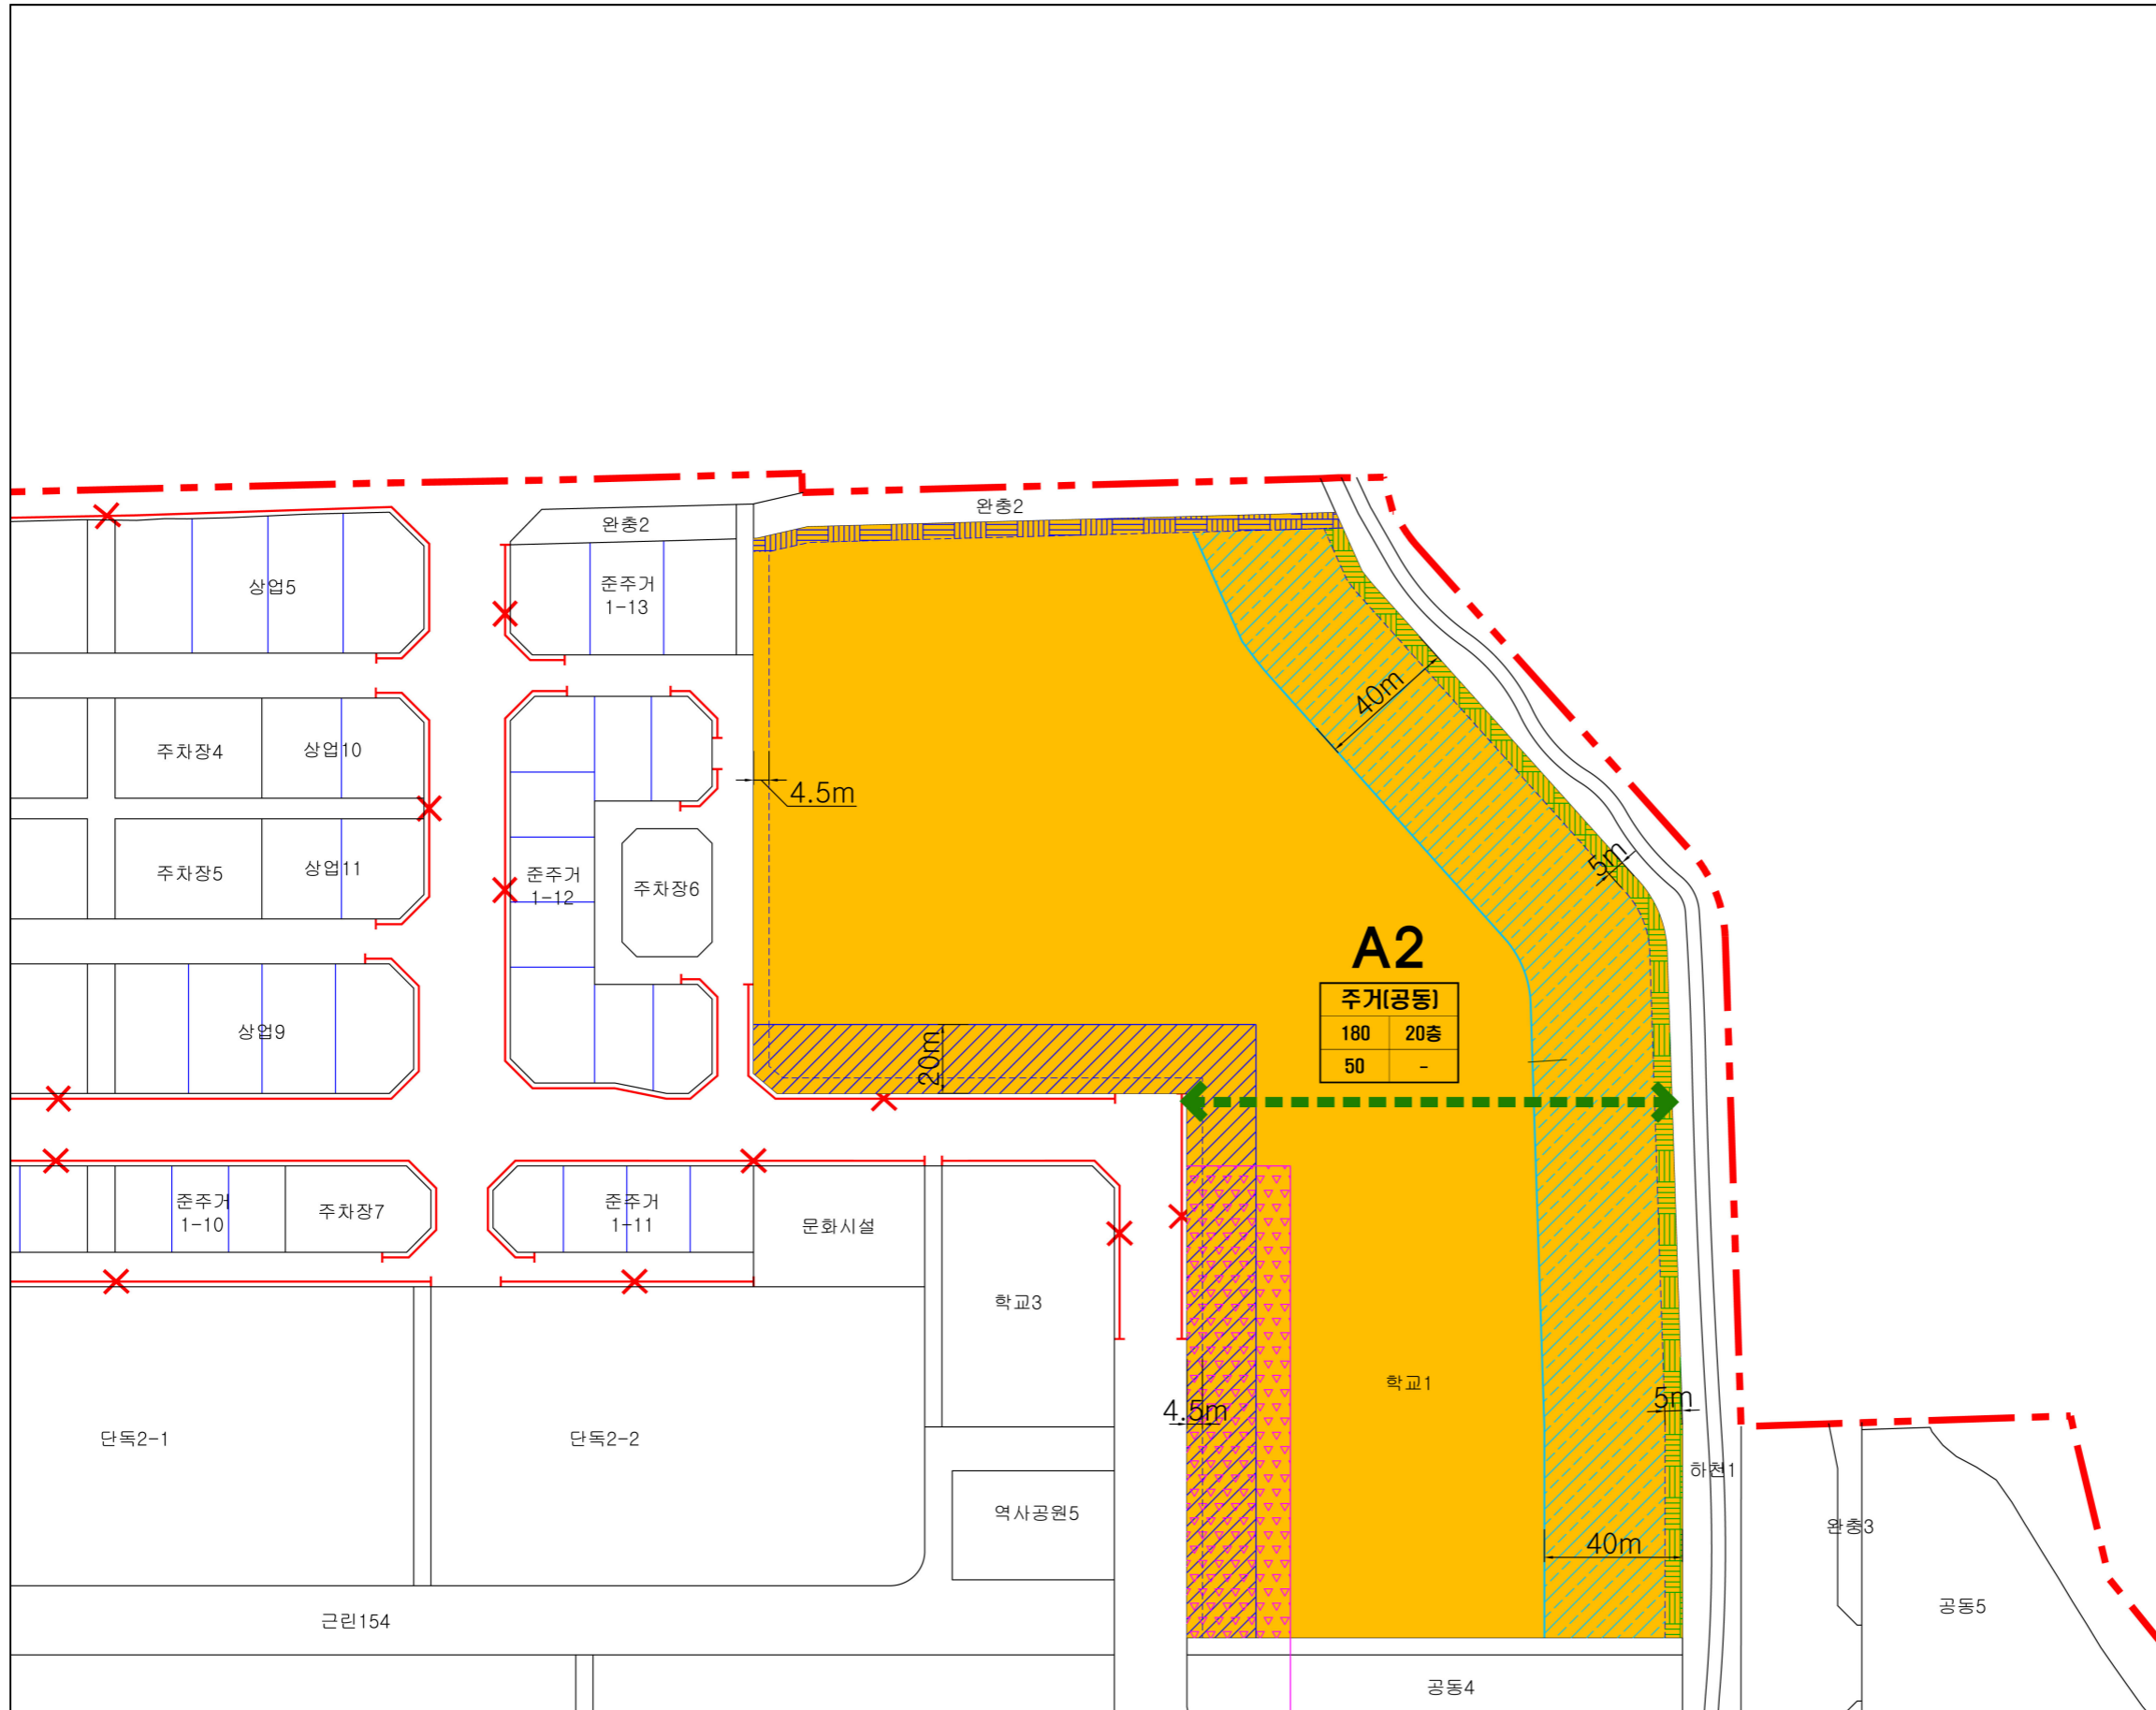 완충2
완충2
상업5
준주거
1-13
40m
주차장4
상업10
4.5m
5m
주차장5
상업11
준주거
1-12
주차장6
A2
주거(공동)
180 20층
50 -
상업9
20m
준주거
1-10
주차장7
준주거
1-11
문화시설
학교3
학교1
4.5m
5m
단독2-1
단독2-2
하천1
역사공원5
완충3
40m
공동5
근린154
공동4